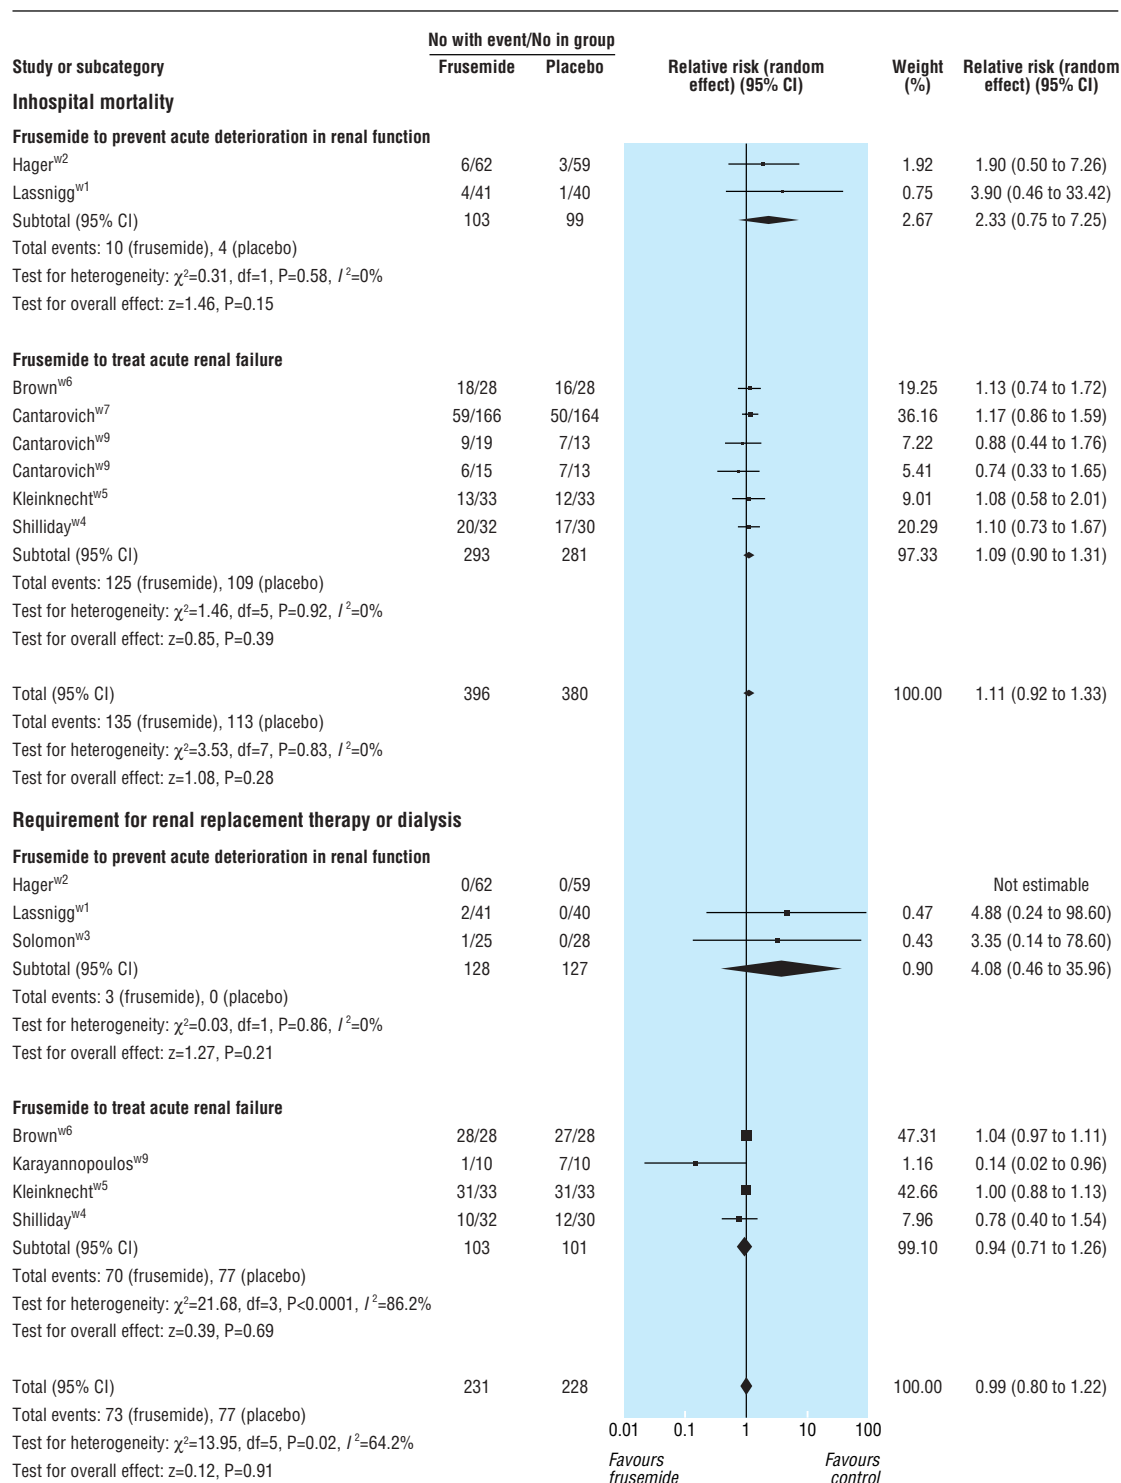 No with event/No in group
Study or subcategory Frusemide Placebo Relative risk (random effect) (95% CI) Weight (%) Relative risk (random effect) (95% CI)
Inhospital mortality
Frusemide to prevent acute deterioration in renal function
Hager^w2 6/62 3/59 1.92 1.90 (0.50 to 7.26)
Lassnigg^w1 4/41 1/40 0.75 3.90 (0.46 to 33.42)
Subtotal (95% CI) 103 99 2.67 2.33 (0.75 to 7.25)
Total events: 10 (frusemide), 4 (placebo)
Test for heterogeneity: χ²=0.31, df=1, P=0.58, I²=0%
Test for overall effect: z=1.46, P=0.15
Frusemide to treat acute renal failure
Brown^w6 18/28 16/28 19.25 1.13 (0.74 to 1.72)
Cantarovich^w7 59/166 50/164 36.16 1.17 (0.86 to 1.59)
Cantarovich^w9 9/19 7/13 7.22 0.88 (0.44 to 1.76)
Cantarovich^w9 6/15 7/13 5.41 0.74 (0.33 to 1.65)
Kleinknecht^w5 13/33 12/33 9.01 1.08 (0.58 to 2.01)
Shilliday^w4 20/32 17/30 20.29 1.10 (0.73 to 1.67)
Subtotal (95% CI) 293 281 97.33 1.09 (0.90 to 1.31)
Total events: 125 (frusemide), 109 (placebo)
Test for heterogeneity: χ²=1.46, df=5, P=0.92, I²=0%
Test for overall effect: z=0.85, P=0.39
Total (95% CI) 396 380 100.00 1.11 (0.92 to 1.33)
Total events: 135 (frusemide), 113 (placebo)
Test for heterogeneity: χ²=3.53, df=7, P=0.83, I²=0%
Test for overall effect: z=1.08, P=0.28
Requirement for renal replacement therapy or dialysis
Frusemide to prevent acute deterioration in renal function
Hager^w2 0/62 0/59 Not estimable
Lassnigg^w1 2/41 0/40 0.47 4.88 (0.24 to 98.60)
Solomon^w3 1/25 0/28 0.43 3.35 (0.14 to 78.60)
Subtotal (95% CI) 128 127 0.90 4.08 (0.46 to 35.96)
Total events: 3 (frusemide), 0 (placebo)
Test for heterogeneity: χ²=0.03, df=1, P=0.86, I²=0%
Test for overall effect: z=1.27, P=0.21
Frusemide to treat acute renal failure
Brown^w6 28/28 27/28 47.31 1.04 (0.97 to 1.11)
Karayannopoulos^w9 1/10 7/10 1.16 0.14 (0.02 to 0.96)
Kleinknecht^w5 31/33 31/33 42.66 1.00 (0.88 to 1.13)
Shilliday^w4 10/32 12/30 7.96 0.78 (0.40 to 1.54)
Subtotal (95% CI) 103 101 99.10 0.94 (0.71 to 1.26)
Total events: 70 (frusemide), 77 (placebo)
Test for heterogeneity: χ²=21.68, df=3, P<0.0001, I²=86.2%
Test for overall effect: z=0.39, P=0.69
Total (95% CI) 231 228 100.00 0.99 (0.80 to 1.22)
Total events: 73 (frusemide), 77 (placebo)
Test for heterogeneity: χ²=13.95, df=5, P=0.02, I²=64.2%
Test for overall effect: z=0.12, P=0.91
0.01 0.1 1 10 100
Favours frusemide Favours control